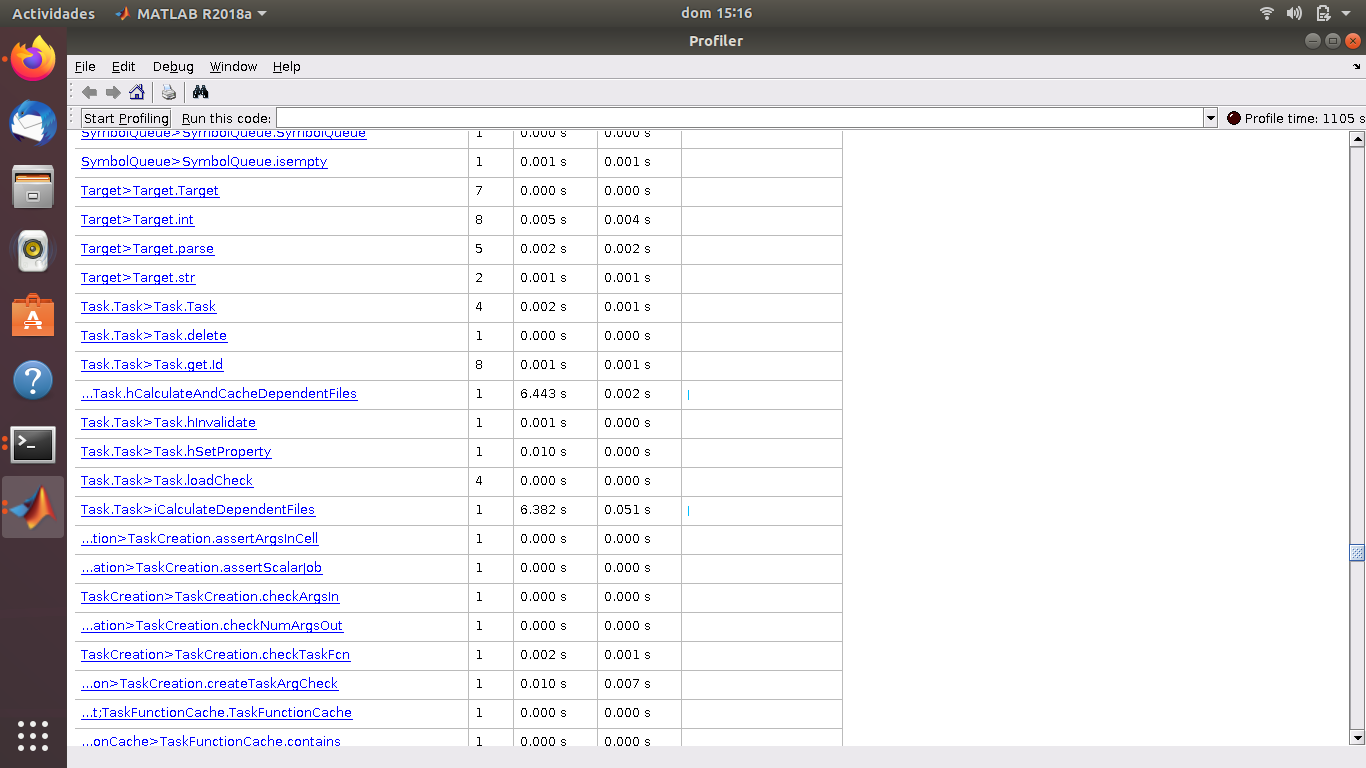 Actividades MATLAB R2018a dom 15:16
Profiler
File Edit Debug Window Help
Start Profiling Run this code: Profile time: 1105 s
SymbolQueue>SymbolQueue.SymbolQueue 1 0.000 s 0.000 s
SymbolQueue>SymbolQueue.isempty 1 0.001 s 0.001 s
Target>Target.Target 7 0.000 s 0.000 s
Target>Target.int 8 0.005 s 0.004 s
Target>Target.parse 5 0.002 s 0.002 s
Target>Target.str 2 0.001 s 0.001 s
Task.Task>Task.Task 4 0.002 s 0.001 s
Task.Task>Task.delete 1 0.000 s 0.000 s
Task.Task>Task.get.Id 8 0.001 s 0.001 s
...Task.hCalculateAndCacheDependentFiles 1 6.443 s 0.002 s
Task.Task>Task.hInvalidate 1 0.001 s 0.000 s
Task.Task>Task.hSetProperty 1 0.010 s 0.000 s
Task.Task>Task.loadCheck 4 0.000 s 0.000 s
Task.Task>iCalculateDependentFiles 1 6.382 s 0.051 s
...tion>TaskCreation.assertArgsInCell 1 0.000 s 0.000 s
...ation>TaskCreation.assertScalarJob 1 0.000 s 0.000 s
TaskCreation>TaskCreation.checkArgsIn 1 0.000 s 0.000 s
...ation>TaskCreation.checkNumArgsOut 1 0.000 s 0.000 s
TaskCreation>TaskCreation.checkTaskFcn 1 0.002 s 0.001 s
...on>TaskCreation.createTaskArgCheck 1 0.010 s 0.007 s
...t;TaskFunctionCache.TaskFunctionCache 1 0.000 s 0.000 s
...onCache>TaskFunctionCache.contains 1 0.000 s 0.000 s